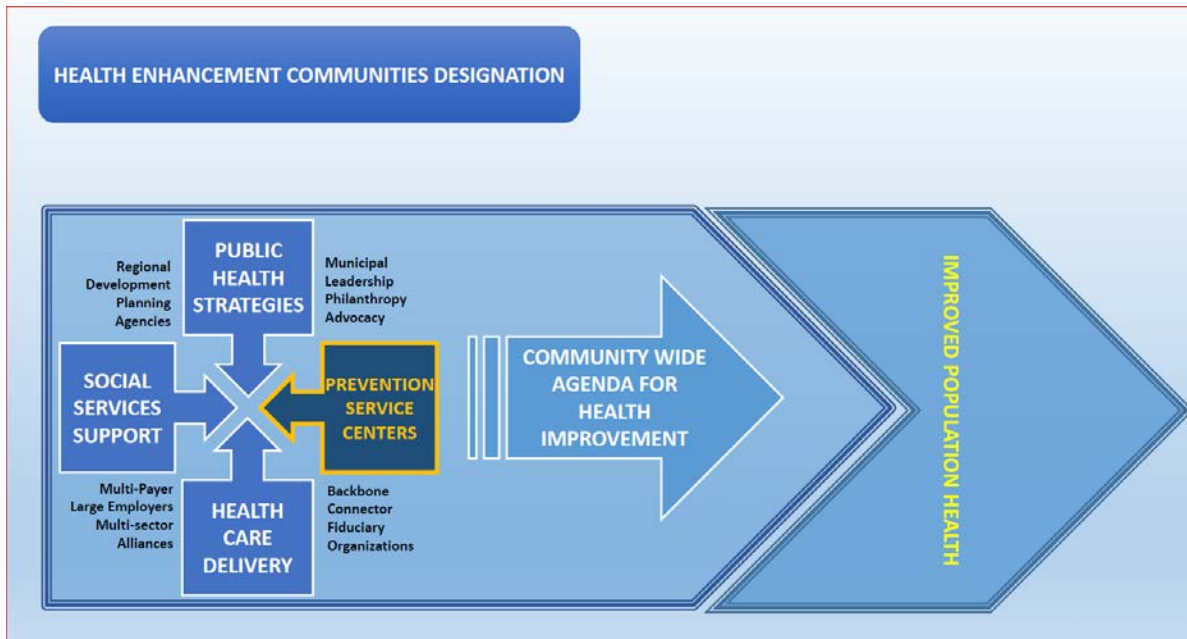 HEALTH ENHANCEMENT COMMUNITIES DESIGNATION
Regional
Development
Planning
Agencies
PUBLIC
HEALTH
STRATEGIES
Municipal
Leadership
Philanthropy
Advocacy
SOCIAL
SERVICES
SUPPORT
PREVENTION
SERVICE
CENTERS
Multi-Payer
Large Employers
Multi-sector
Alliances
HEALTH
CARE
DELIVERY
Backbone
Connector
Fiduciary
Organizations
COMMUNITY WIDE
AGENDA FOR
HEALTH
IMPROVEMENT
IMPROVED POPULATION HEALTH